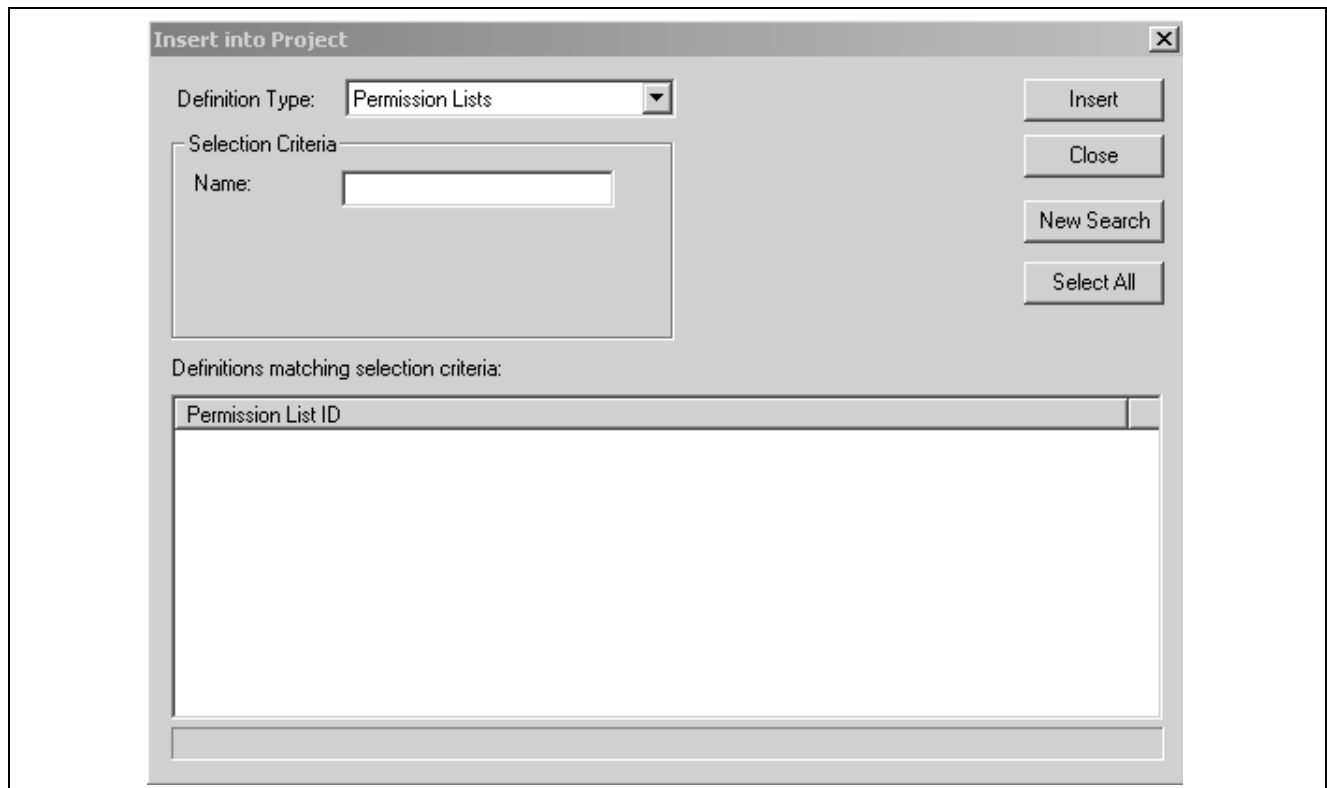 Insert into Project
Definition Type: Permission Lists
Insert
Selection Criteria
Close
Name:
New Search
Select All
Definitions matching selection criteria:
Permission List ID